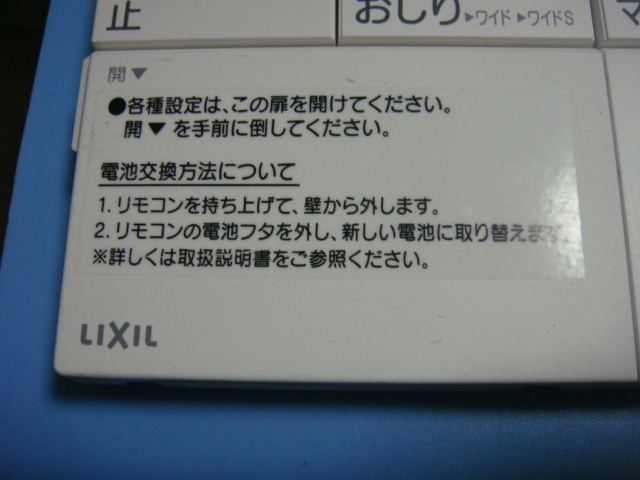 止
おしり ▶ワイド ▶ワイドS
マ
開▼
●各種設定は、この扉を開けてください。
開 ▼ を手前に倒してください。
電池交換方法について
1. リモコンを持ち上げて、壁から外します。
2. リモコンの電池フタを外し、新しい電池に取り替えます。
※詳しくは取扱説明書をご参照ください。
LIXIL